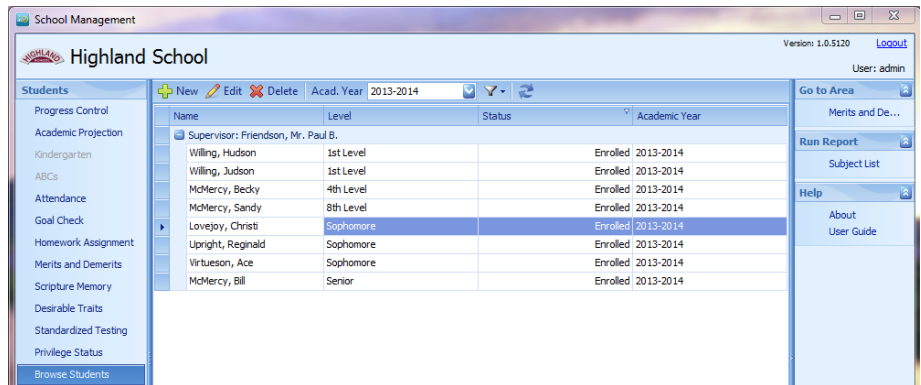 School Management
HIGHLAND
Highland School
Version: 1.0.5120 Logout
User: admin
Students
Progress Control
Academic Projection
Kindergarten
ABCs
Attendance
Goal Check
Homework Assignment
Merits and Demerits
Scripture Memory
Desirable Traits
Standardized Testing
Privilege Status
Browse Students
New Edit Delete Acad. Year 2013-2014
Name Level Status Academic Year
Supervisor: Friendson, Mr. Paul B.
Willing, Hudson 1st Level Enrolled 2013-2014
Willing, Judson 1st Level Enrolled 2013-2014
McMercy, Becky 4th Level Enrolled 2013-2014
McMercy, Sandy 8th Level Enrolled 2013-2014
Lovejoy, Christi Sophomore Enrolled 2013-2014
Upright, Reginald Sophomore Enrolled 2013-2014
Virtueson, Ace Sophomore Enrolled 2013-2014
McMercy, Bill Senior Enrolled 2013-2014
Go to Area
Merits and De...
Run Report
Subject List
Help
About
User Guide